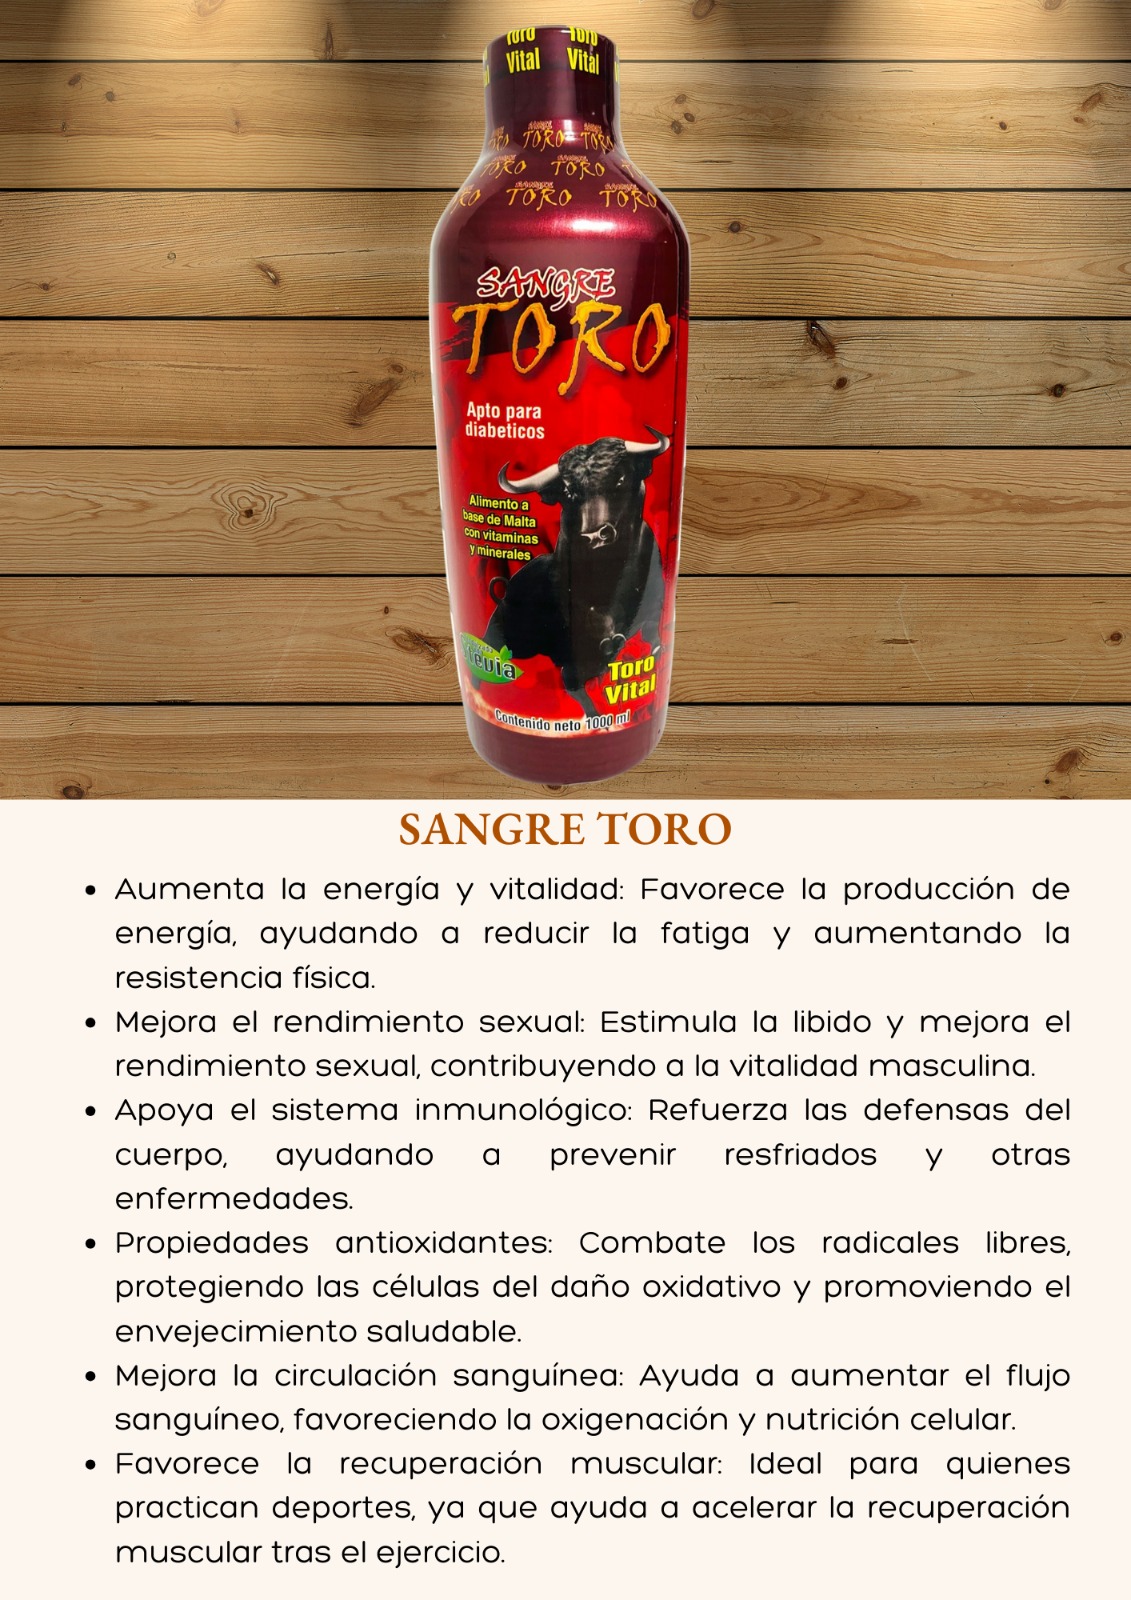 Toro Toro
Vital Vital
TORO TORO
TORO TORO
TORO TORO
SANGRE
TORO
Apto para
diabeticos
Alimento a
base de Malta
con vitaminas
y minerales
Stevia
Toro
Vital
Contenido neto 1000 ml
SANGRE TORO
• Aumenta la energía y vitalidad: Favorece la producción de
energía, ayudando a reducir la fatiga y aumentando la
resistencia física.
• Mejora el rendimiento sexual: Estimula la libido y mejora el
rendimiento sexual, contribuyendo a la vitalidad masculina.
• Apoya el sistema inmunológico: Refuerza las defensas del
cuerpo, ayudando a prevenir resfriados y otras
enfermedades.
• Propiedades antioxidantes: Combate los radicales libres,
protegiendo las células del daño oxidativo y promoviendo el
envejecimiento saludable.
• Mejora la circulación sanguínea: Ayuda a aumentar el flujo
sanguíneo, favoreciendo la oxigenación y nutrición celular.
• Favorece la recuperación muscular: Ideal para quienes
practican deportes, ya que ayuda a acelerar la recuperación
muscular tras el ejercicio.